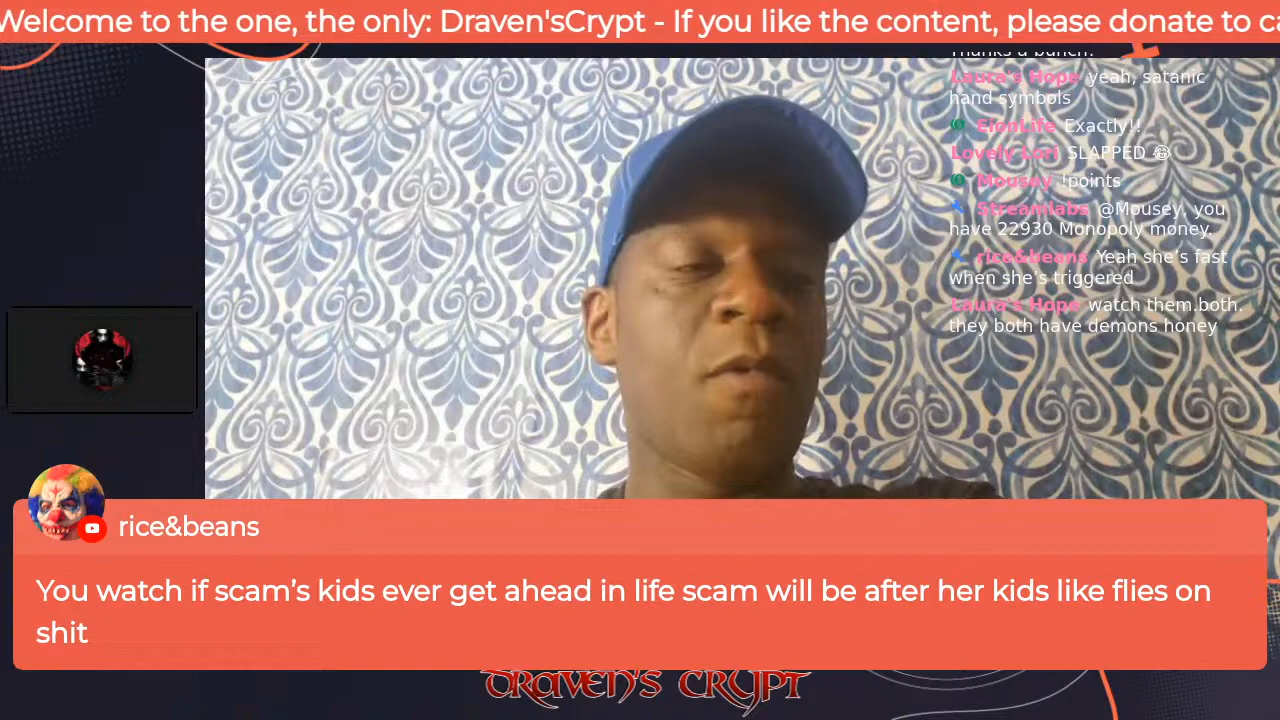 Welcome to the one, the only: Draven'sCrypt - If you like the content, please donate to ca
Thanks a bunch!
Laura's Hope yeah, satanic
hand symbols
EionLife Exactly!!
Lovely Lori SLAPPED 😂
Mousey !points
Streamlabs @Mousey, you
have 22930 Monopoly money.
rice&beans Yeah she's fast
when she's triggered
Laura's Hope watch them.both.
they both have demons honey
rice&beans
You watch if scam's kids ever get ahead in life scam will be after her kids like flies on
shit
DRAVEN'S CRYPT